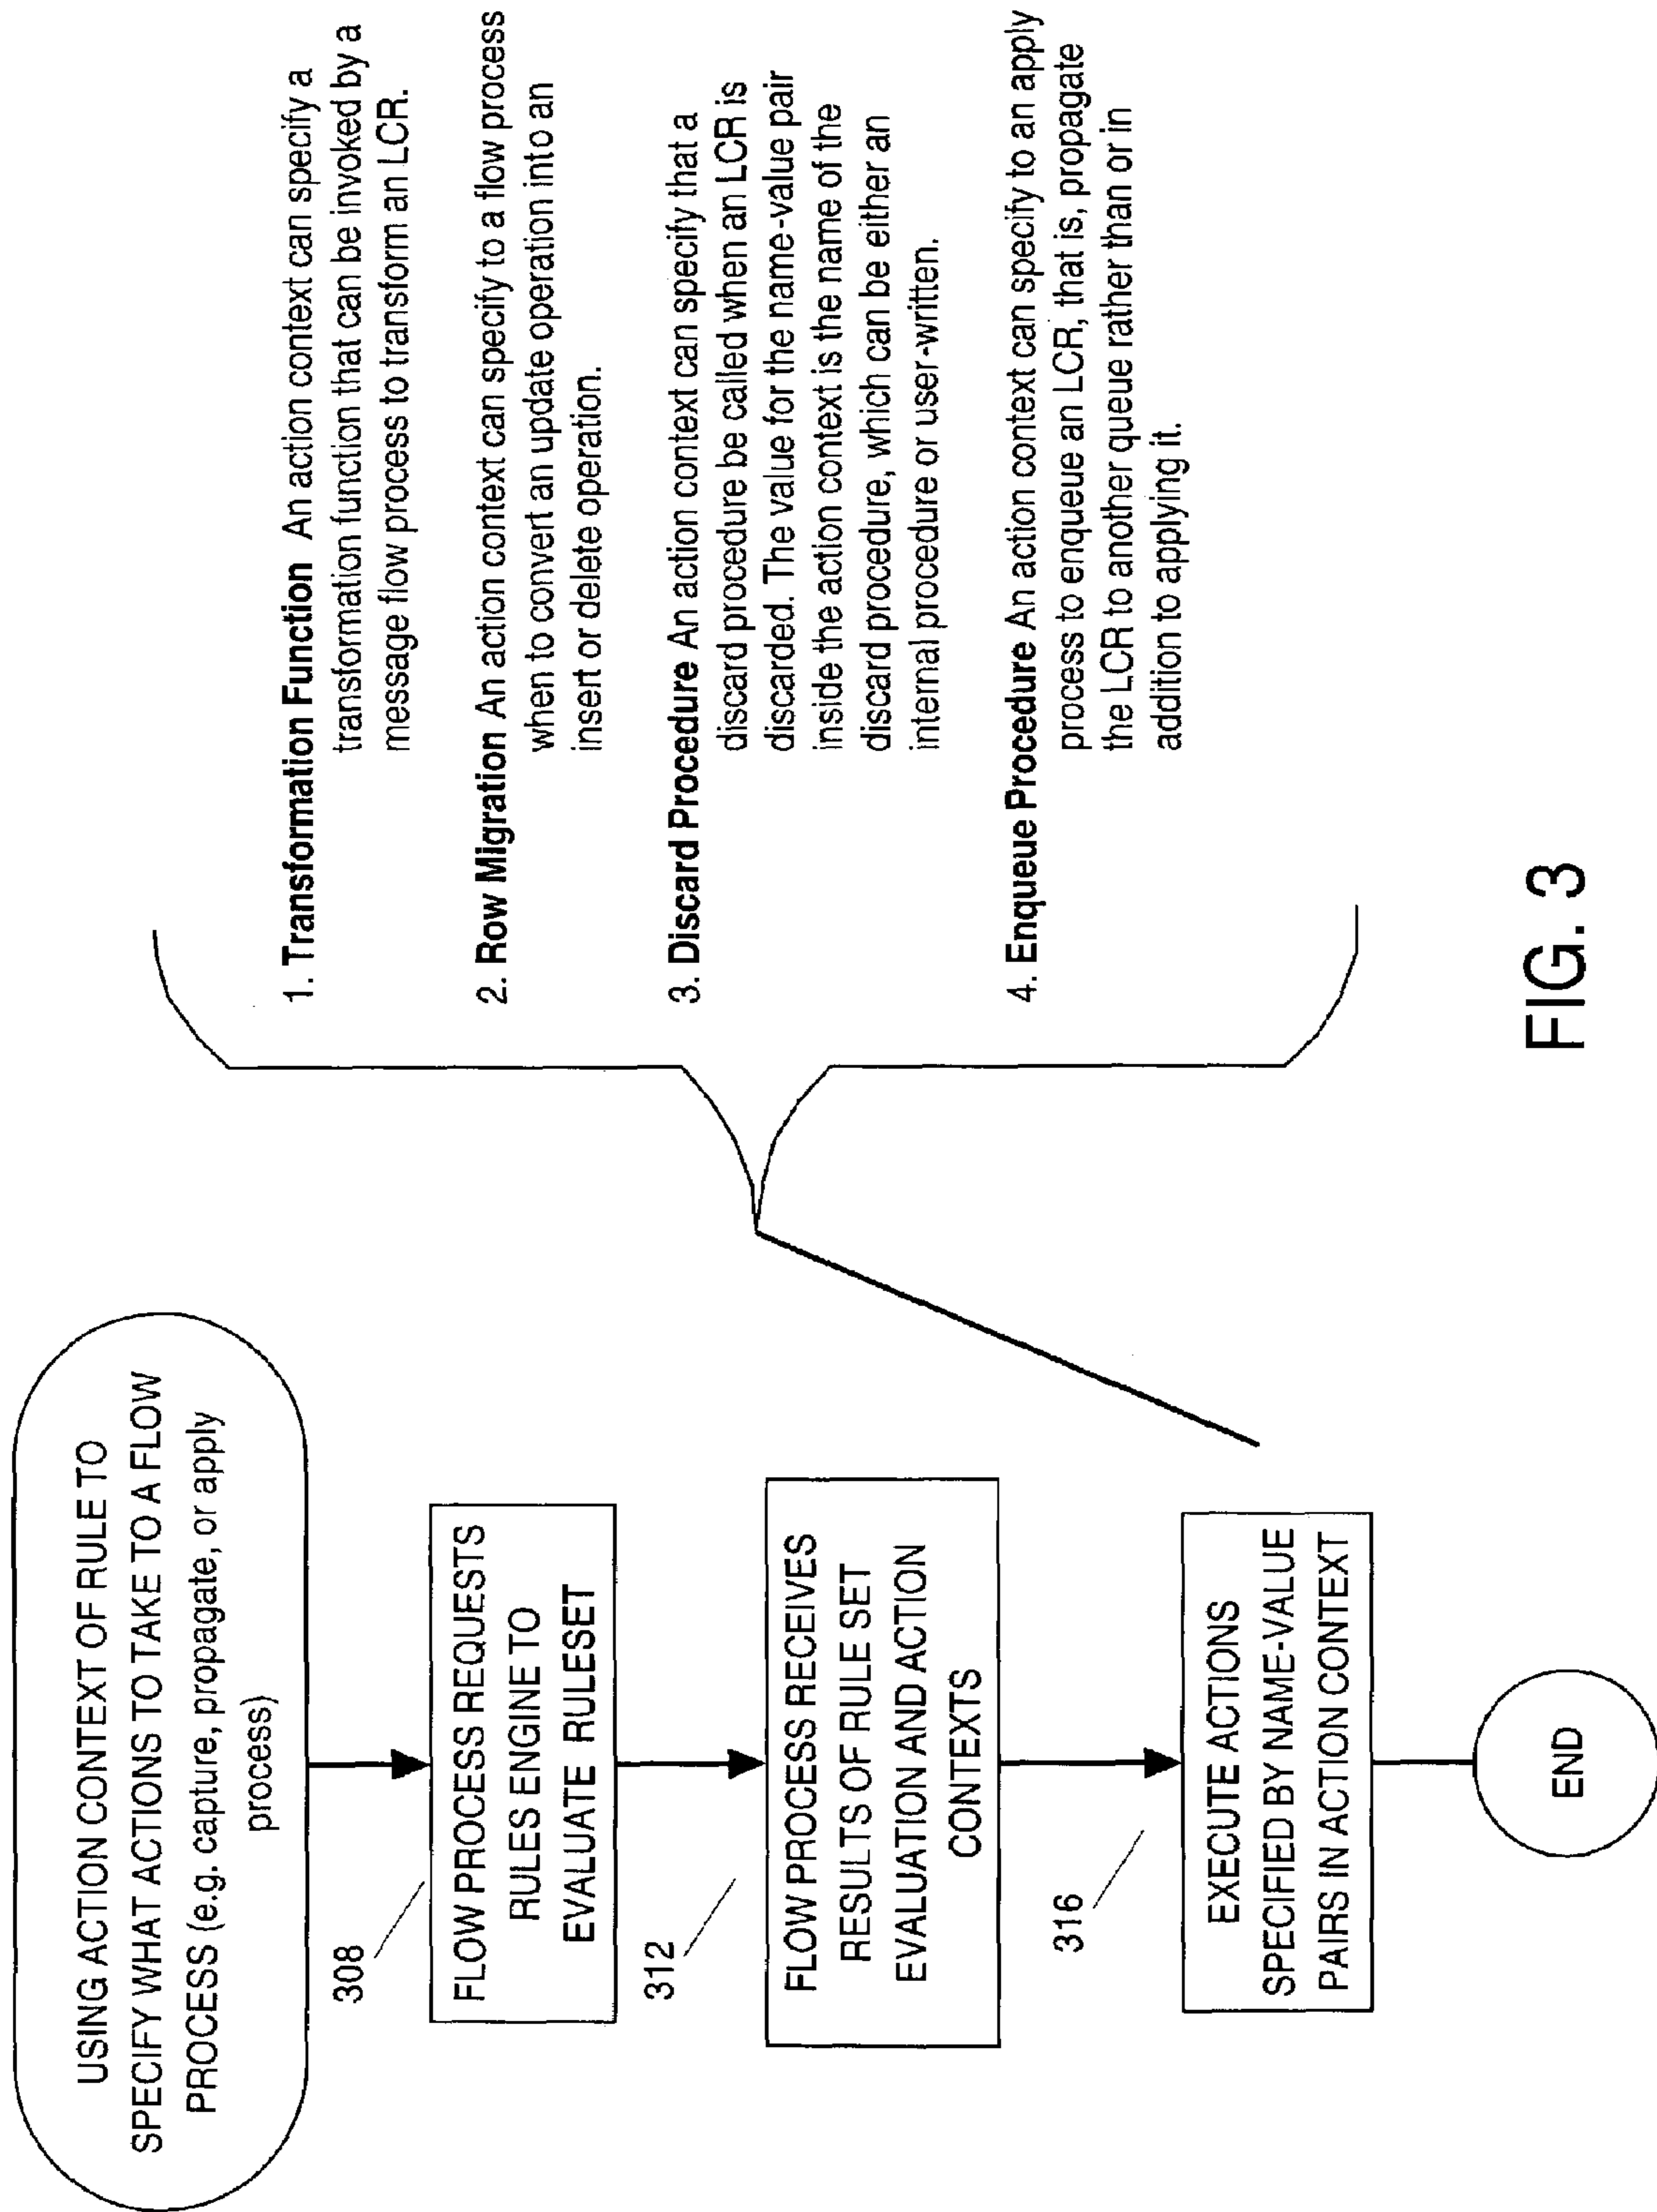 USING ACTION CONTEXT OF RULE TO
SPECIFY WHAT ACTIONS TO TAKE TO A FLOW
PROCESS (e.g. capture, propagate, or apply
process)
308
FLOW PROCESS REQUESTS
RULES ENGINE TO
EVALUATE RULESET
312
FLOW PROCESS RECEIVES
RESULTS OF RULE SET
EVALUATION AND ACTION
CONTEXTS
316
EXECUTE ACTIONS
SPECIFIED BY NAME-VALUE
PAIRS IN ACTION CONTEXT
END
1. Transformation Function An action context can specify a
transformation function that can be invoked by a
message flow process to transform an LCR.
2. Row Migration An action context can specify to a flow process
when to convert an update operation into an
insert or delete operation.
3. Discard Procedure An action context can specify that a
discard procedure be called when an LCR is
discarded. The value for the name-value pair
inside the action context is the name of the
discard procedure, which can be either an
internal procedure or user-written.
4. Enqueue Procedure An action context can specify to an apply
process to enqueue an LCR, that is, propagate
the LCR to another queue rather than or in
addition to applying it.
FIG. 3